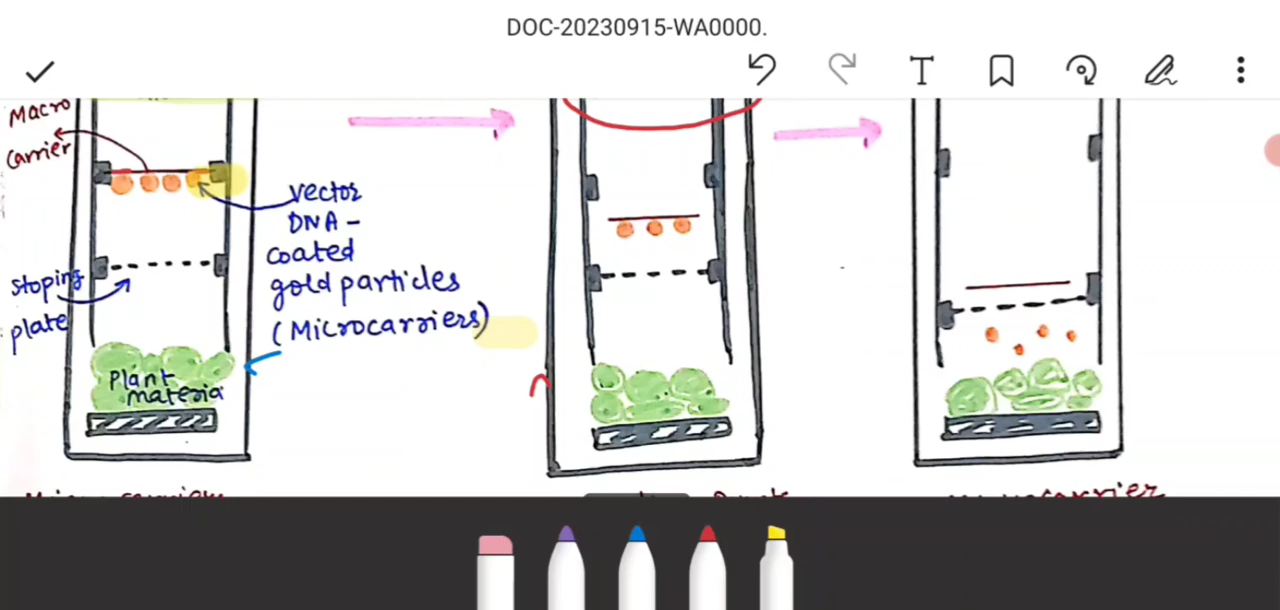 DOC-20230915-WA0000.
T
Macro
Carrier
Vector
DNA -
coated
gold particles
(Microcarriers)
Stoping
plate
Plant
materia